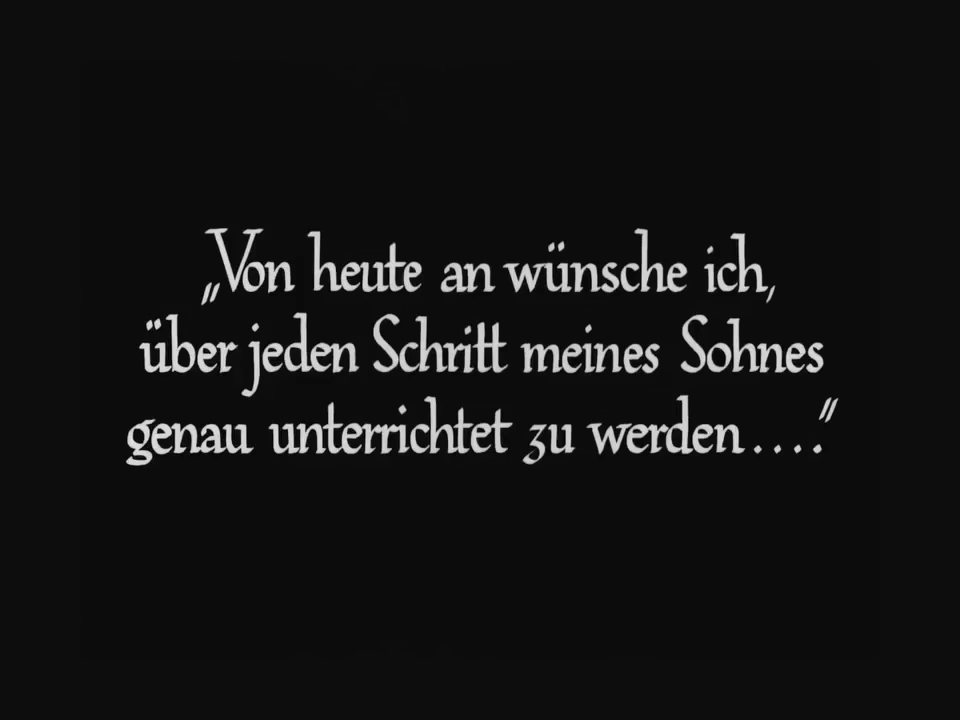 „Von heute an wünsche ich,
über jeden Schritt meines Sohnes
genau unterrichtet zu werden...."